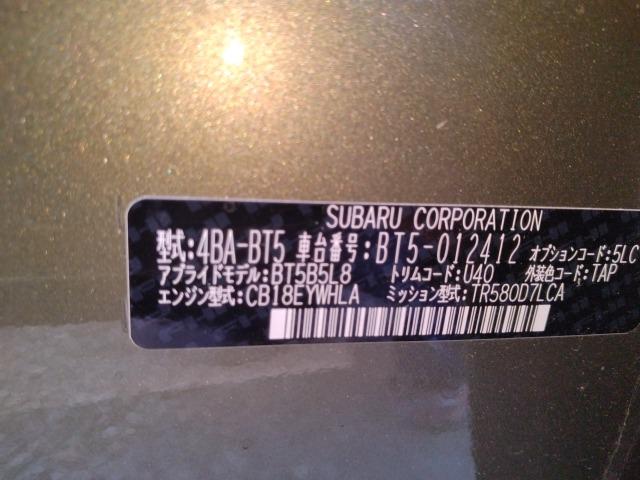 SUBARU CORPORATION
型式:4BA-BT5 車台番号:BT5-012412 オプションコード:5LC
アプライドモデル:BT5B5L8 トリムコード:U40 外装色コード:TAP
エンジン型式:CB18EYWHLA ミッション型式:TR580D7LCA